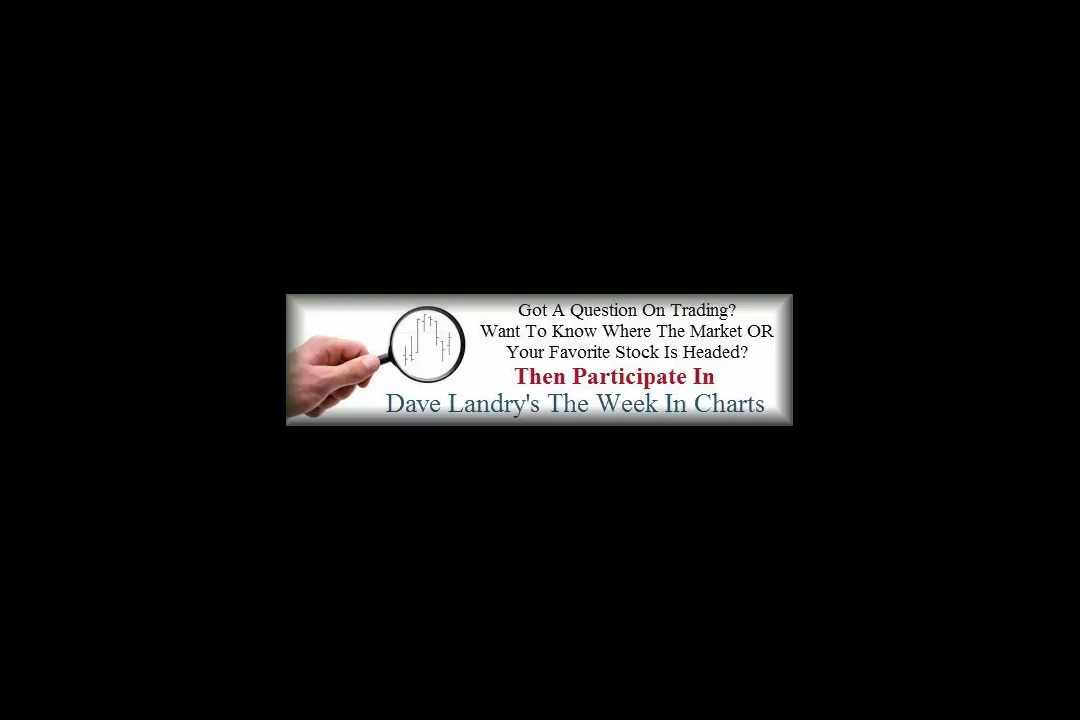 Got A Question On Trading?
Want To Know Where The Market OR
Your Favorite Stock Is Headed?
Then Participate In
Dave Landry's The Week In Charts